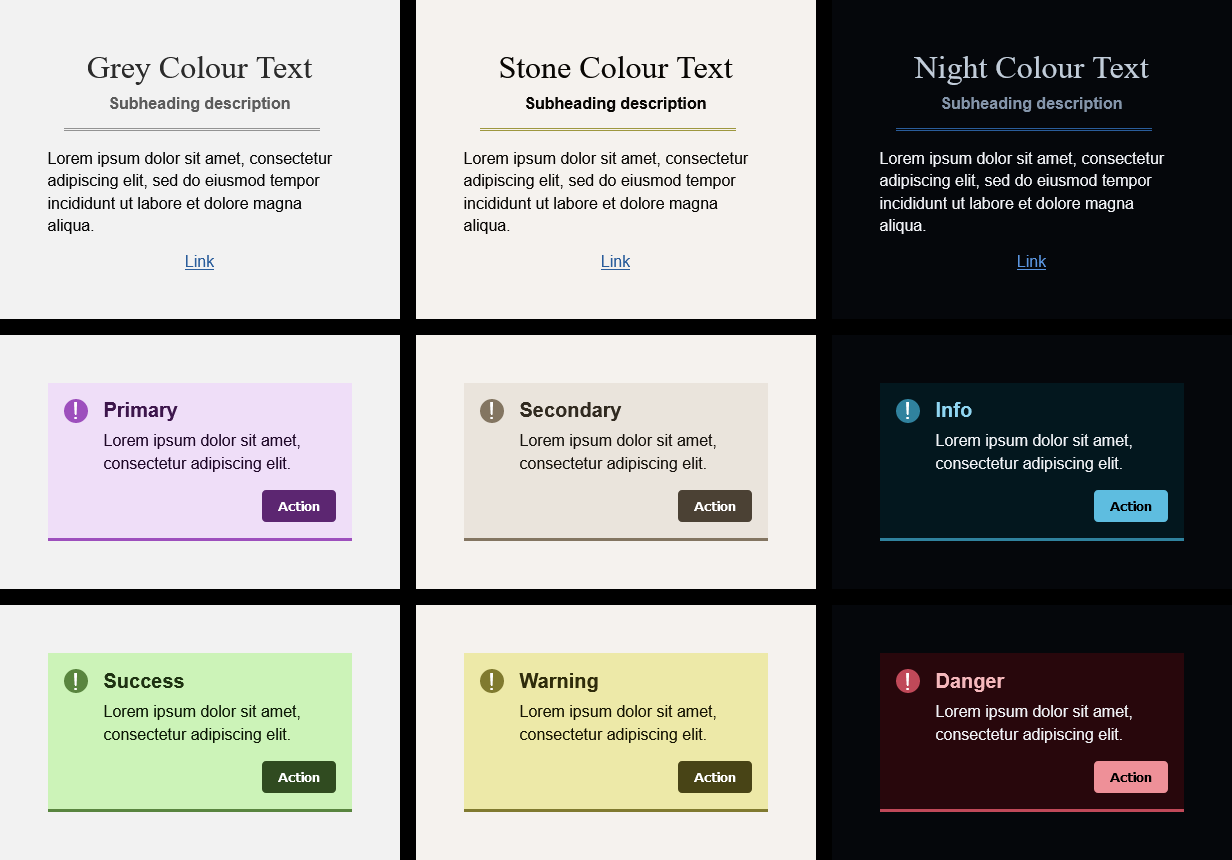 Grey Colour Text
Subheading description
Lorem ipsum dolor sit amet, consectetur
adipiscing elit, sed do eiusmod tempor
incididunt ut labore et dolore magna
aliqua.
Link
Stone Colour Text
Subheading description
Lorem ipsum dolor sit amet, consectetur
adipiscing elit, sed do eiusmod tempor
incididunt ut labore et dolore magna
aliqua.
Link
Night Colour Text
Subheading description
Lorem ipsum dolor sit amet, consectetur
adipiscing elit, sed do eiusmod tempor
incididunt ut labore et dolore magna
aliqua.
Link
! Primary
Lorem ipsum dolor sit amet,
consectetur adipiscing elit.
Action
! Secondary
Lorem ipsum dolor sit amet,
consectetur adipiscing elit.
Action
! Info
Lorem ipsum dolor sit amet,
consectetur adipiscing elit.
Action
! Success
Lorem ipsum dolor sit amet,
consectetur adipiscing elit.
Action
! Warning
Lorem ipsum dolor sit amet,
consectetur adipiscing elit.
Action
! Danger
Lorem ipsum dolor sit amet,
consectetur adipiscing elit.
Action